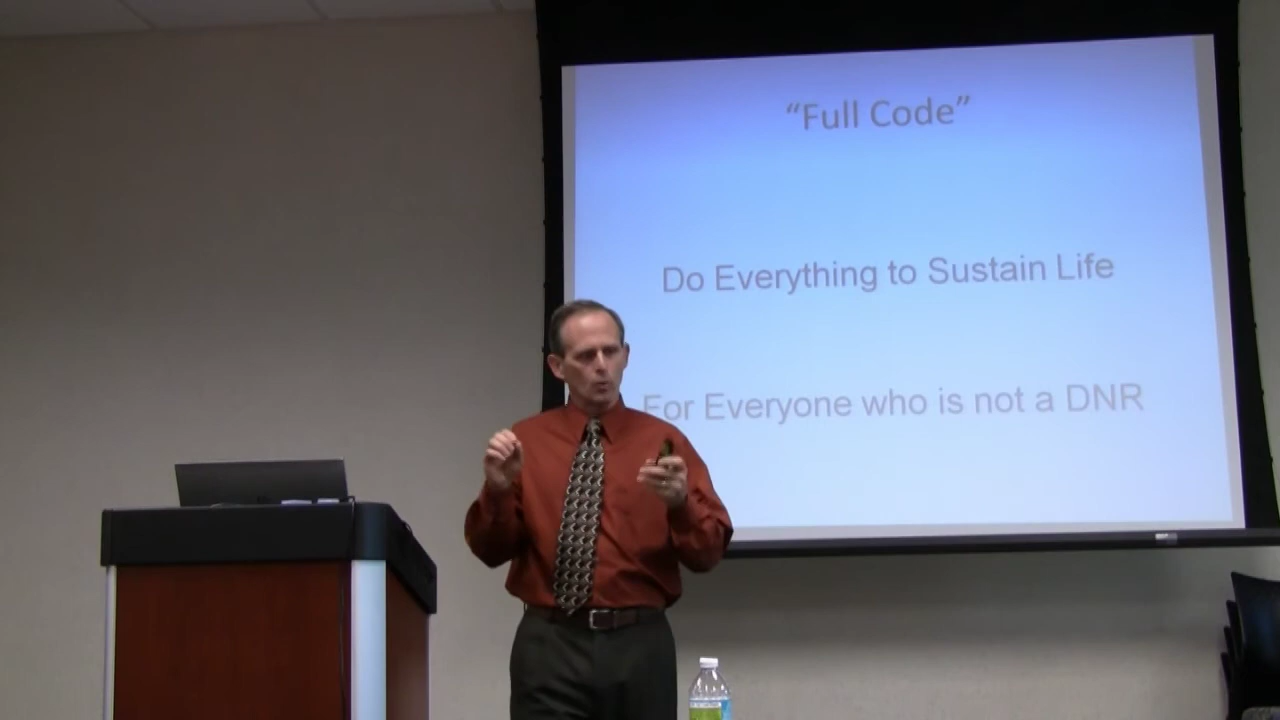 “Full Code”
Do Everything to Sustain Life
For Everyone who is not a DNR